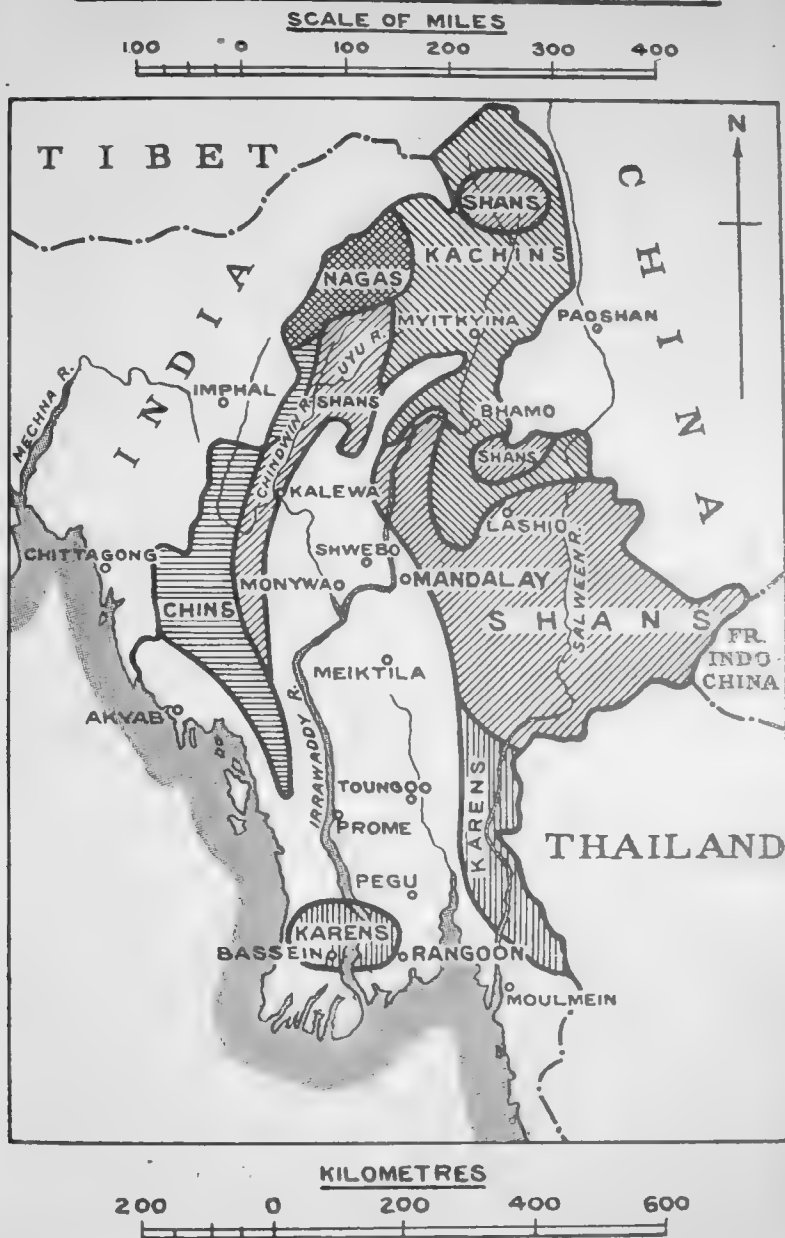 SCALE OF MILES
100 0 100 200 300 400
N
TIBET
CHINA
SHANS
KACHINS
NAGAS
INDIA
MYITKYINA
PAOSHAN
UYU R.
MECHNA R.
IMPHAL
SHANS
CHINDWIN R.
BHAMO
SHANS
KALEWA
LASHIO
CHITTAGONG
SHWEBO
MONYWA
MANDALAY
CHINS
SHANS
SALWEEN R.
FR.
INDO
CHINA
MEIKTILA
AKYAB
IRRAWADDY R.
TOUNGOO
KARENS
PROME
THAILAND
PEGU
KARENS
BASSEIN
RANGOON
MOULMEIN
KILOMETRES
200 0 200 400 600